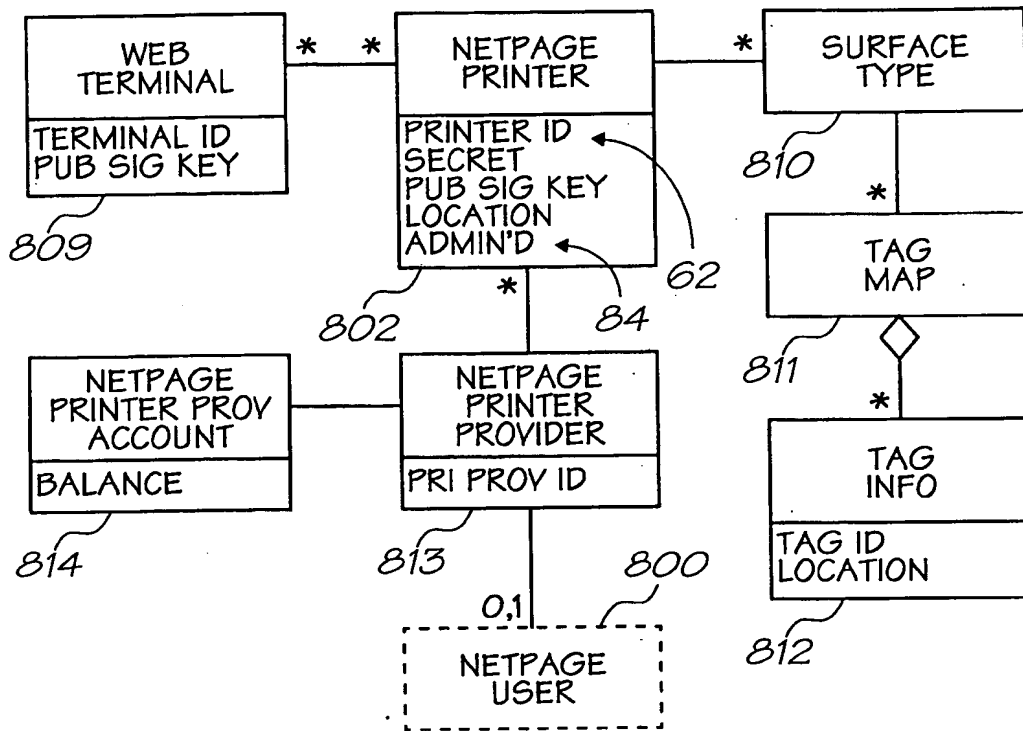 WEB
TERMINAL
TERMINAL ID
PUB SIG KEY
809
*
*
NETPAGE
PRINTER
PRINTER ID
SECRET
PUB SIG KEY
LOCATION
ADMIN'D
62
84
802
*
*
SURFACE
TYPE
810
*
TAG
MAP
811
*
TAG
INFO
TAG ID
LOCATION
812
NETPAGE
PRINTER PROV
ACCOUNT
BALANCE
814
NETPAGE
PRINTER
PROVIDER
PRI PROV ID
813
800
0,1
NETPAGE
USER